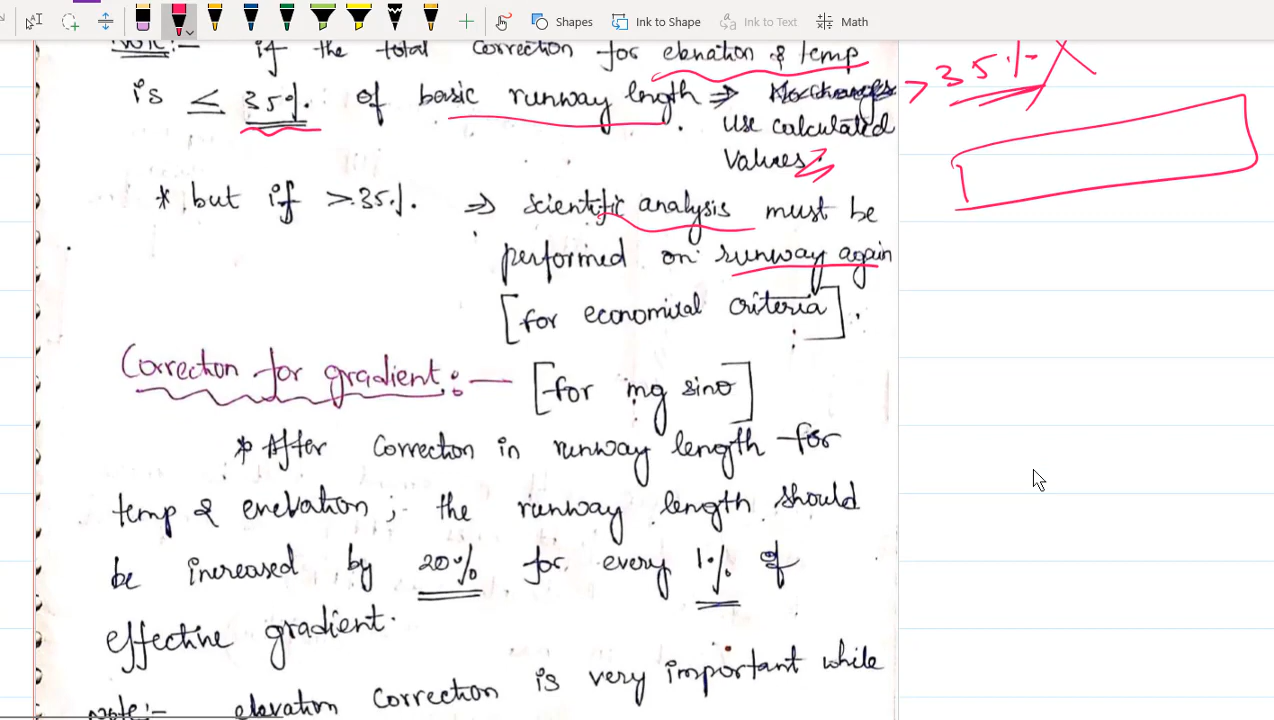 Shapes Ink to Shape Ink to Text Math
Note:- if the total correction for elevation & temp
is ≤ 35%. of basic runway length ⇒ No changes
use calculated
values.
> 35%
* but if >35%. ⇒ scientific analysis must be
performed on runway again
[for economical criteria].
Correction for gradient:— [for mg sinθ]
* After correction in runway length for
temp & enevation; the runway length should
be increased by 20% for every 1% of
effective gradient.
note:- elevation correction is very important while